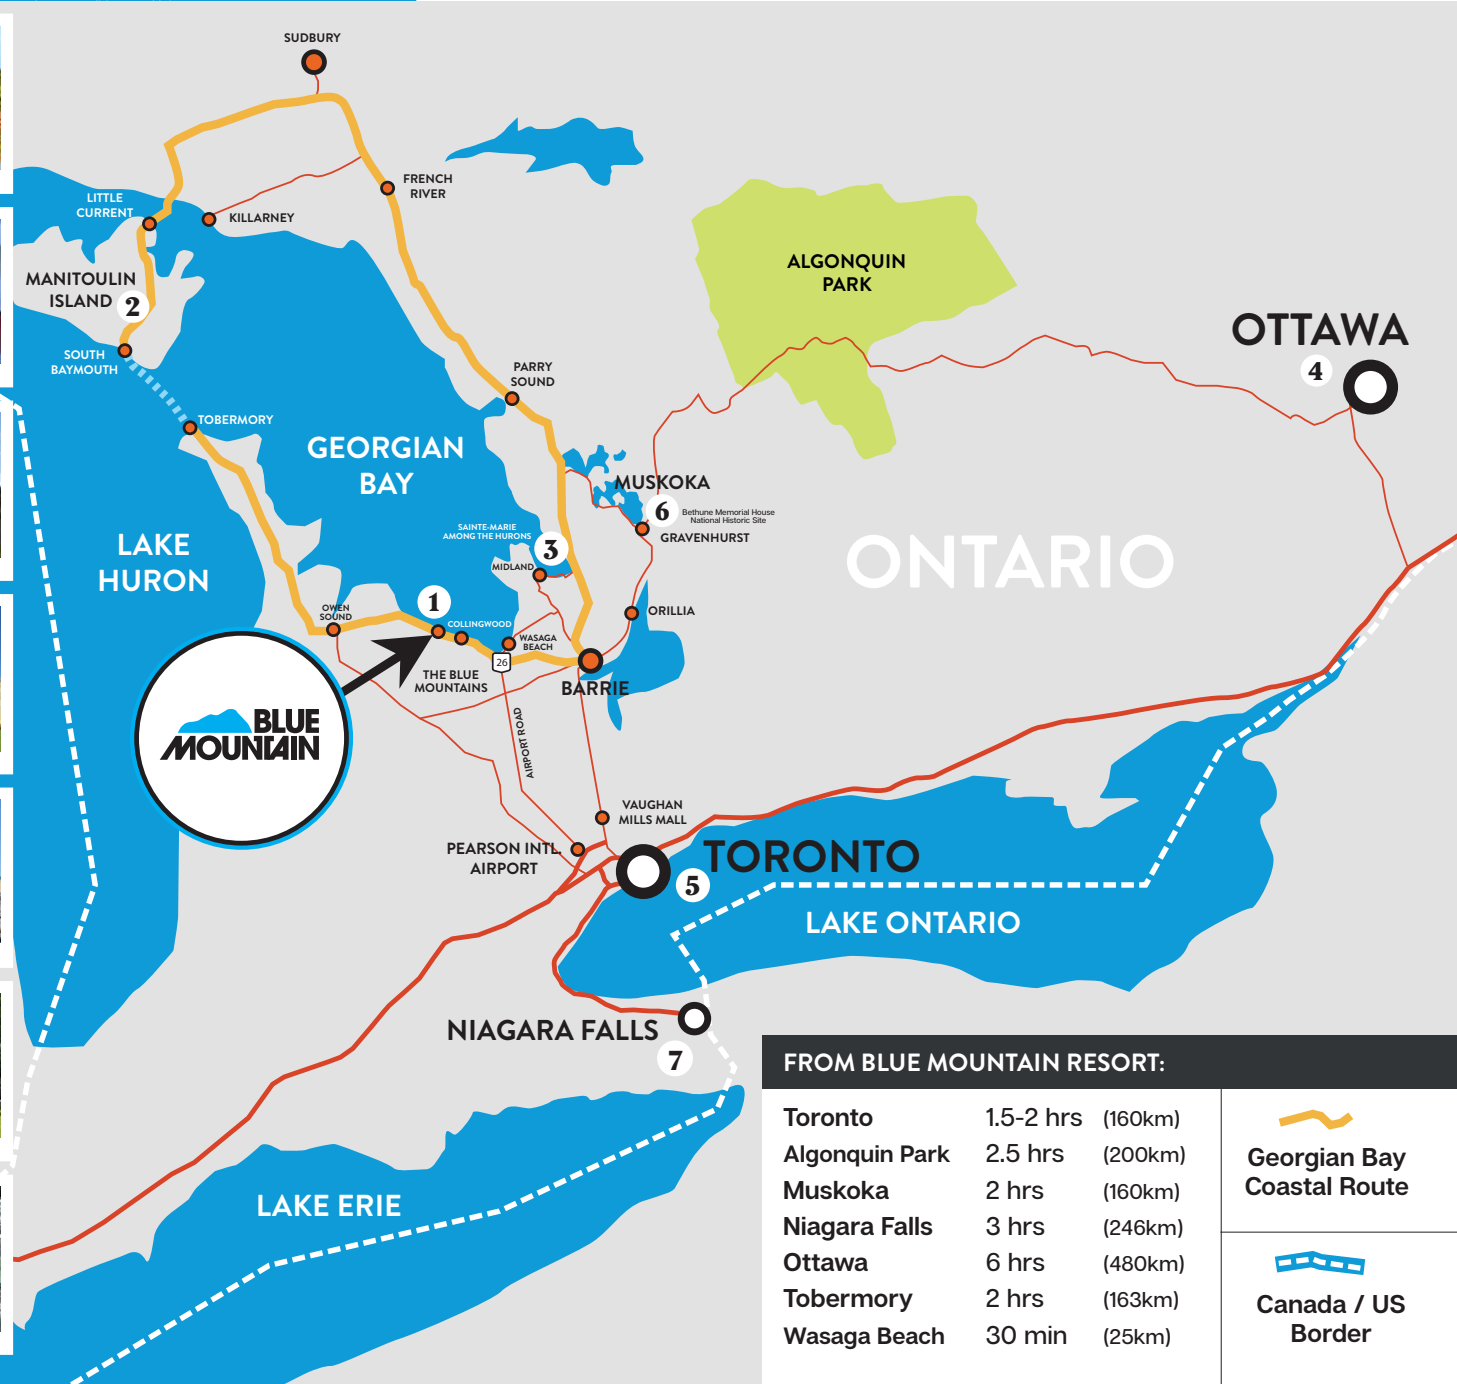 SUDBURY
FRENCH
RIVER
LITTLE
CURRENT
KILLARNEY
MANITOULIN
ISLAND
2
SOUTH
BAYMOUTH
TOBERMORY
ALGONQUIN
PARK
OTTAWA
4
PARRY
SOUND
GEORGIAN
BAY
MUSKOKA
6
Bethune Memorial House
National Historic Site
GRAVENHURST
SAINTE-MARIE
AMONG THE HURONS
3
MIDLAND
LAKE
HURON
ONTARIO
1
OWEN
SOUND
COLLINGWOOD
ORILLIA
WASAGA
BEACH
26
THE BLUE
MOUNTAINS
BARRIE
BLUE
MOUNTAIN
AIRPORT ROAD
VAUGHAN
MILLS MALL
PEARSON INTL.
AIRPORT
TORONTO
5
LAKE ONTARIO
NIAGARA FALLS
7
LAKE ERIE
FROM BLUE MOUNTAIN RESORT:
Toronto 1.5-2 hrs (160km)
Algonquin Park 2.5 hrs (200km)
Muskoka 2 hrs (160km)
Niagara Falls 3 hrs (246km)
Ottawa 6 hrs (480km)
Tobermory 2 hrs (163km)
Wasaga Beach 30 min (25km)
Georgian Bay
Coastal Route
Canada / US
Border